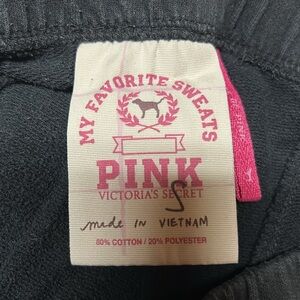 MY FAVORITE SWEATS
PINK
VICTORIA'S SECRET
S
made in VIETNAM
80% COTTON / 20% POLYESTER